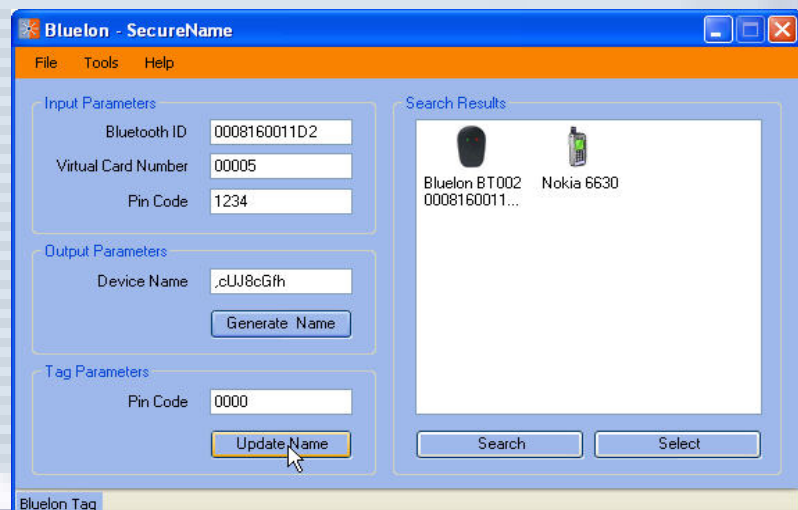 Bluelon - SecureName
File Tools Help
Input Parameters
Bluetooth ID 0008160011D2
Virtual Card Number 00005
Pin Code 1234
Output Parameters
Device Name ,cUJ8cGfh
Generate Name
Tag Parameters
Pin Code 0000
Update Name
Search Results
Bluelon BT002 Nokia 6630
0008160011...
Search Select
Bluelon Tag